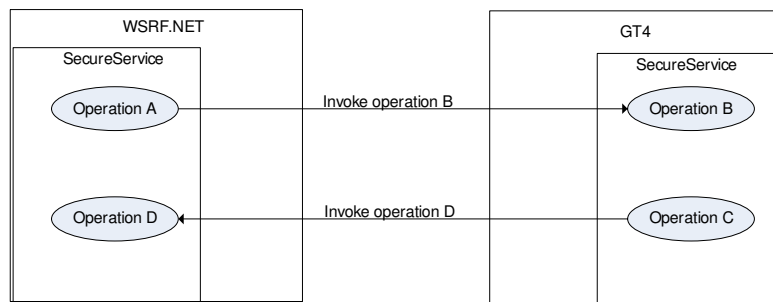 WSRF.NET
GT4
SecureService
SecureService
Operation A
Invoke operation B
Operation B
Operation D
Invoke operation D
Operation C